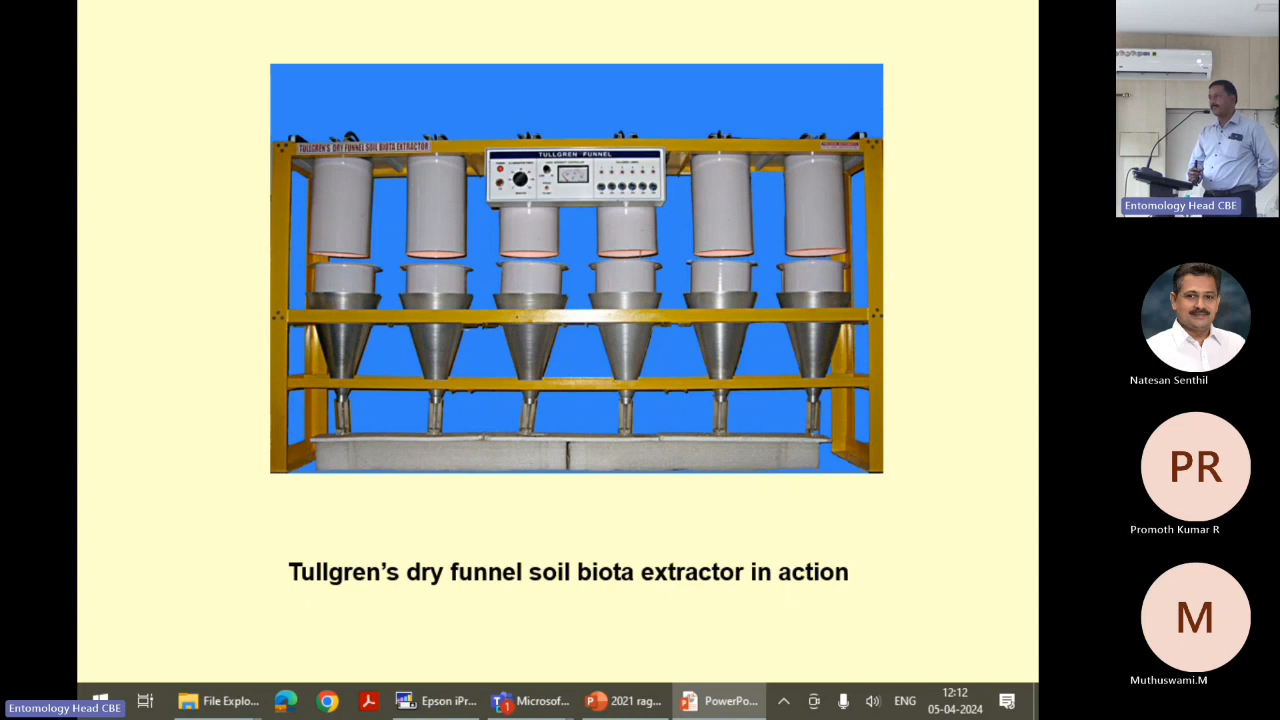 TULLGREN'S DRY FUNNEL SOIL BIOTA EXTRACTOR
TULLGREN FUNNEL
Tullgren's dry funnel soil biota extractor in action
Entomology Head CBE
Natesan Senthil
PR
Promoth Kumar R
M
Muthuswami.M
Entomology Head CBE
File Explo...
Epson iPr...
Microsof...
2021 rag...
PowerPo...
ENG
12:12
05-04-2024